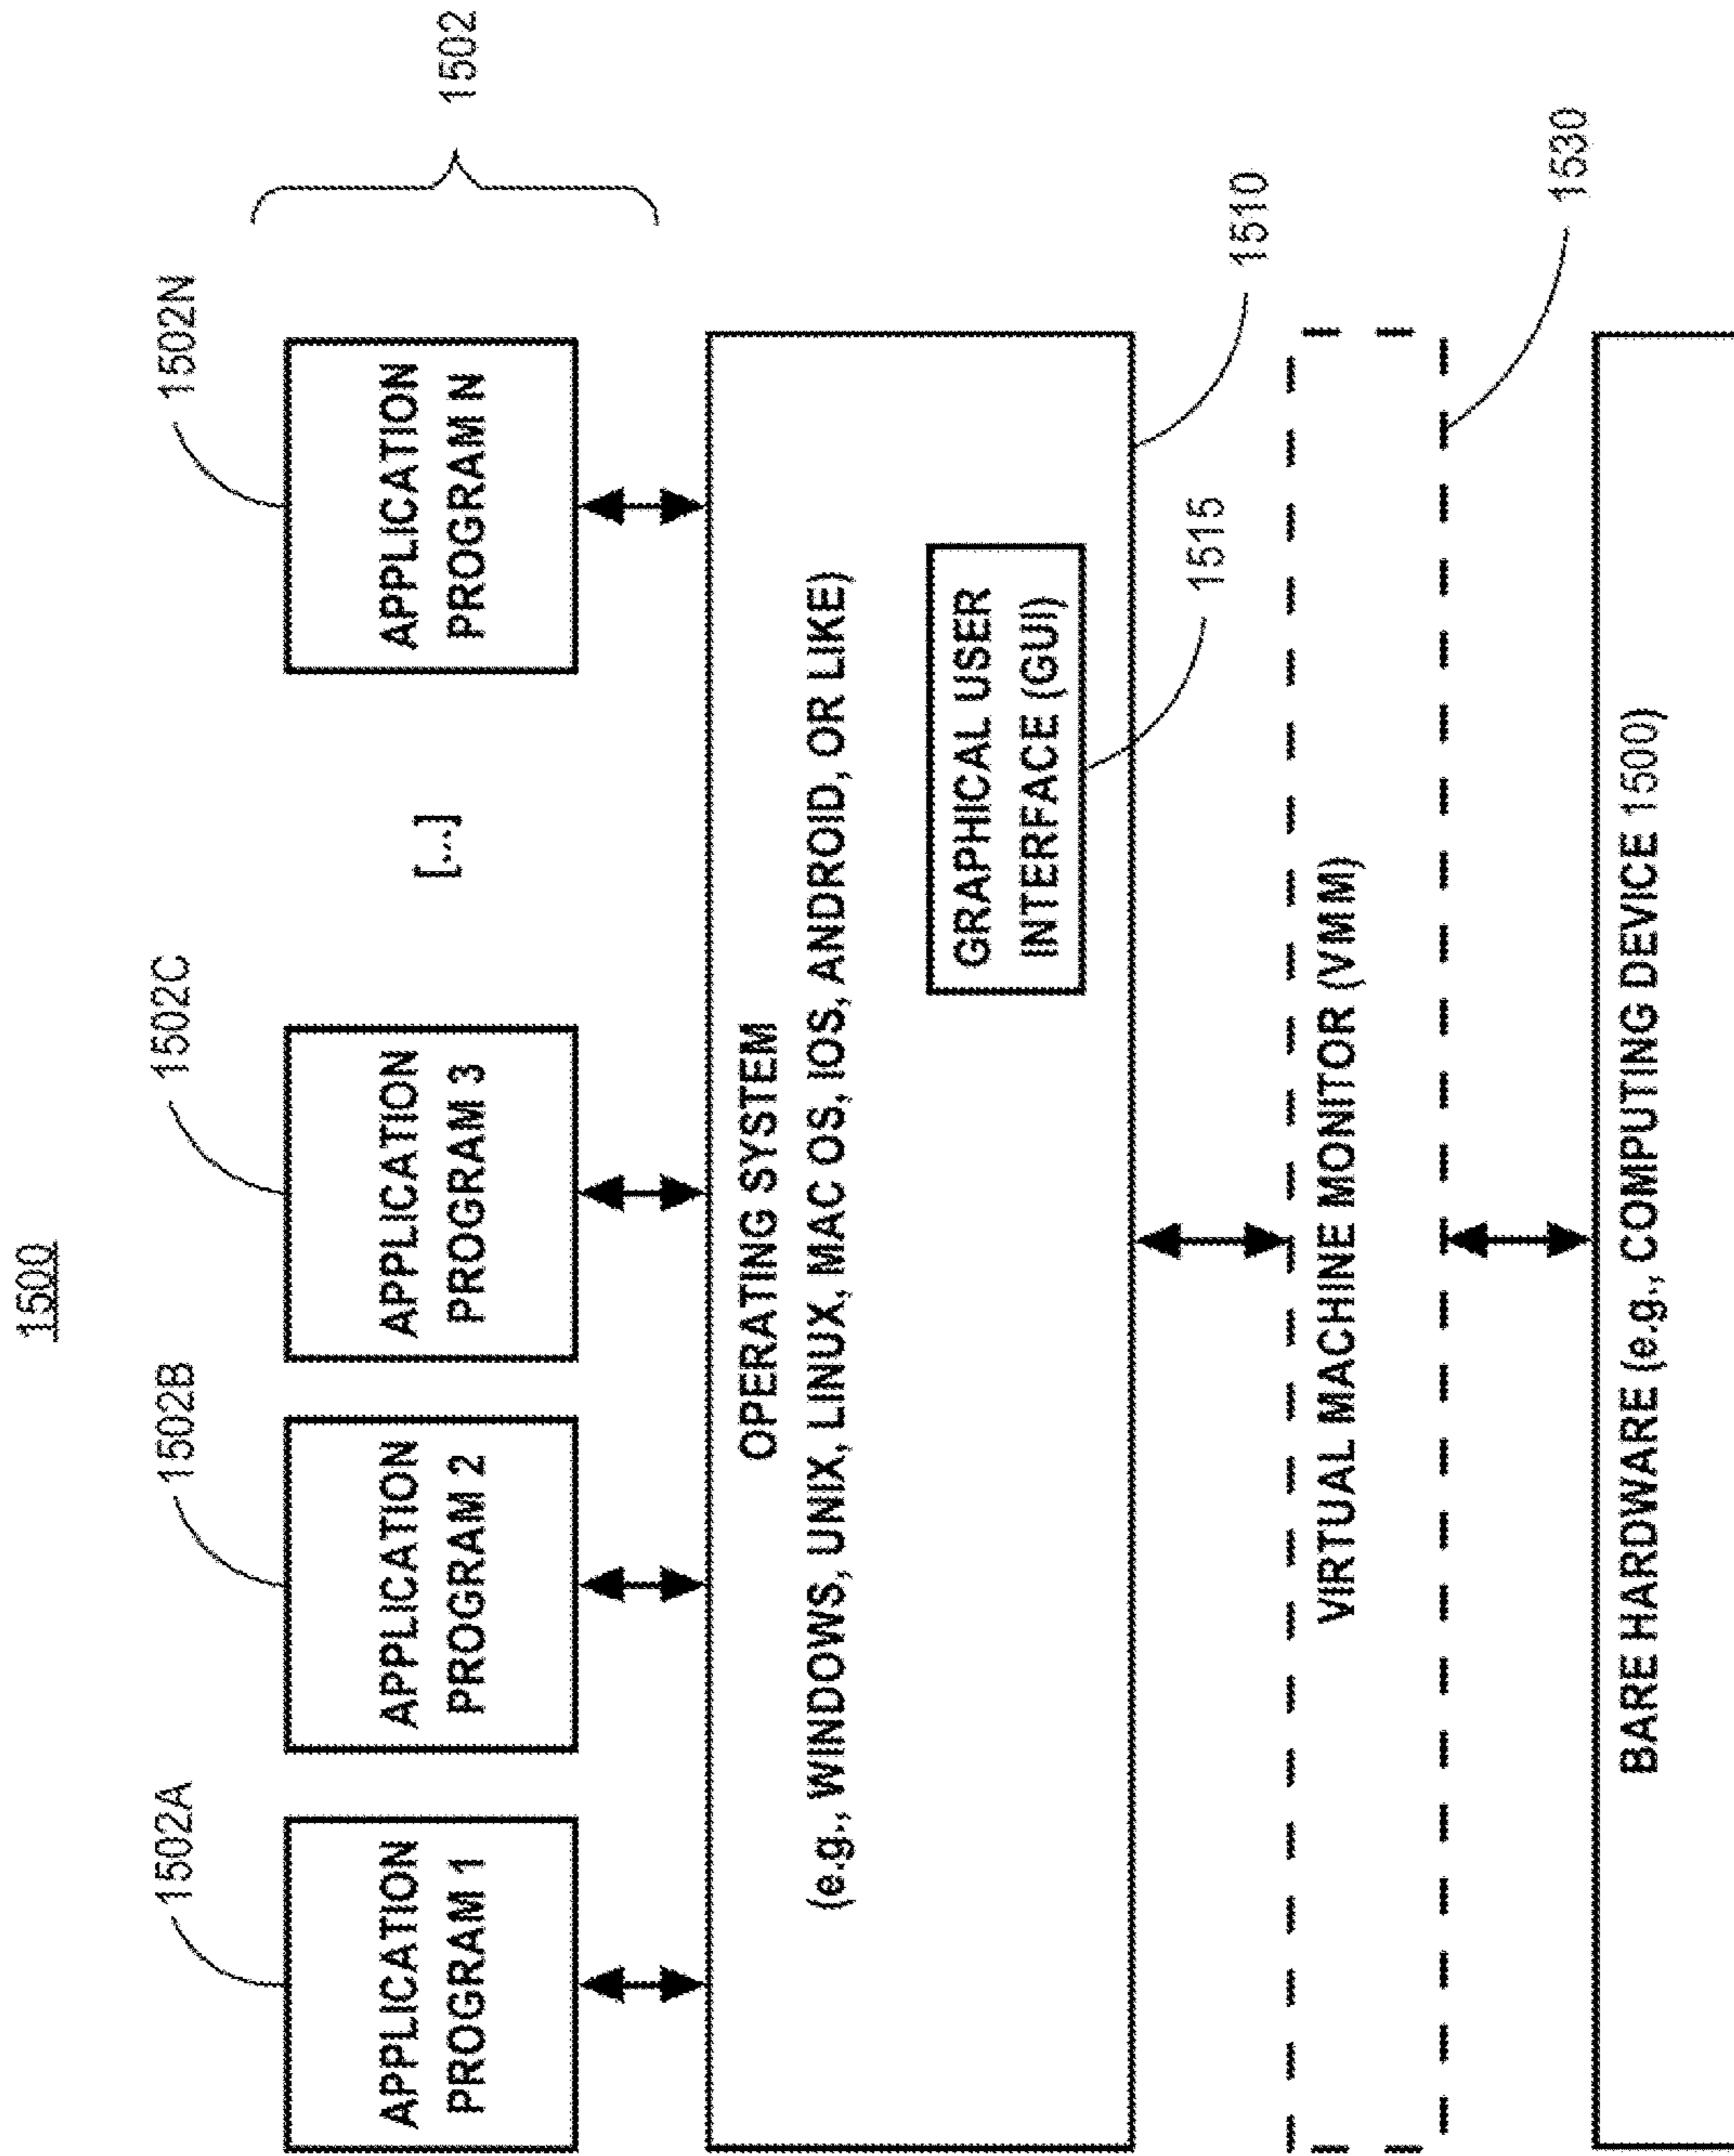 1500
1502A
1502B
1502C
1502N
1502
APPLICATION
PROGRAM 1
APPLICATION
PROGRAM 2
APPLICATION
PROGRAM 3
[...]
APPLICATION
PROGRAM N
OPERATING SYSTEM
(e.g., WINDOWS, UNIX, LINUX, MAC OS, IOS, ANDROID, OR LIKE)
GRAPHICAL USER
INTERFACE (GUI)
1510
1515
VIRTUAL MACHINE MONITOR (VMM)
1530
BARE HARDWARE (e.g., COMPUTING DEVICE 1500)